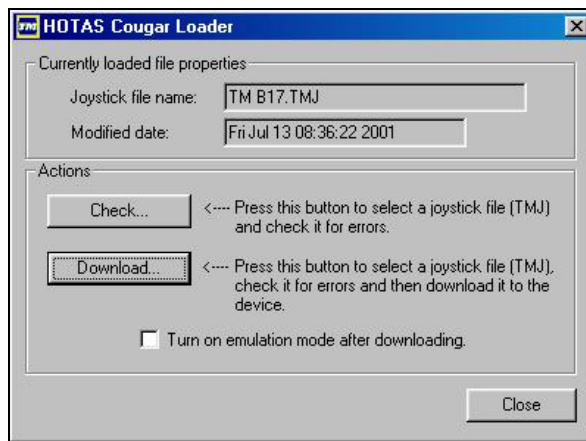 TM HOTAS Cougar Loader
Currently loaded file properties
Joystick file name: TM B17.TMJ
Modified date: Fri Jul 13 08:36:22 2001
Actions
Check... <---- Press this button to select a joystick file (TMJ)
and check it for errors.
Download... <---- Press this button to select a joystick file (TMJ),
check it for errors and then download it to the
device.
Turn on emulation mode after downloading.
Close